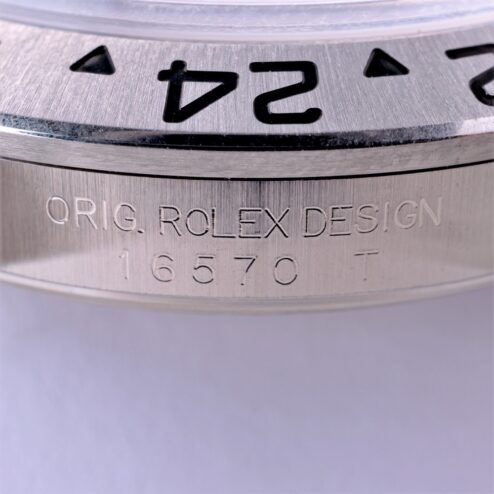 24
ORIG. ROLEX DESIGN
16570 T